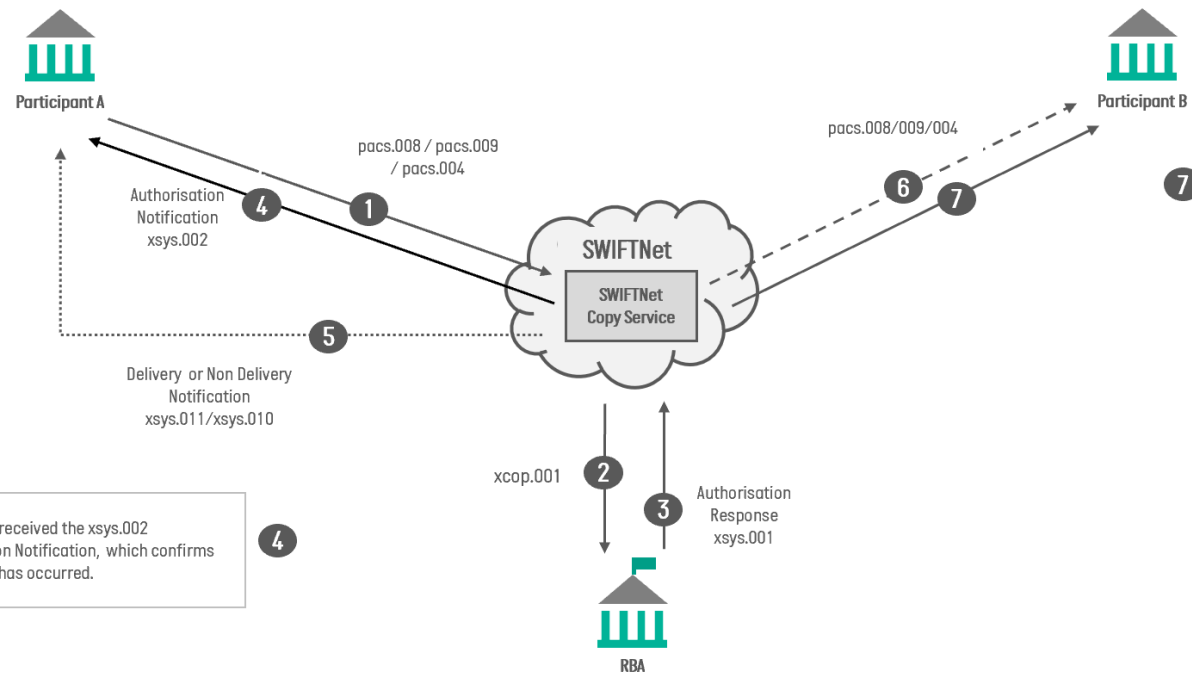 Participant A
Participant B
pacs.008 / pacs.009
/ pacs.004
pacs.008/009/004
Authorisation
Notification
xsys.002
4
1
6
7
7
SWIFTNet
SWIFTNet
Copy Service
5
Delivery or Non Delivery
Notification
xsys.011/xsys.010
xcop.001
2
3
Authorisation
Response
xsys.001
received the xsys.002
on Notification, which confirms
has occurred.
4
RBA